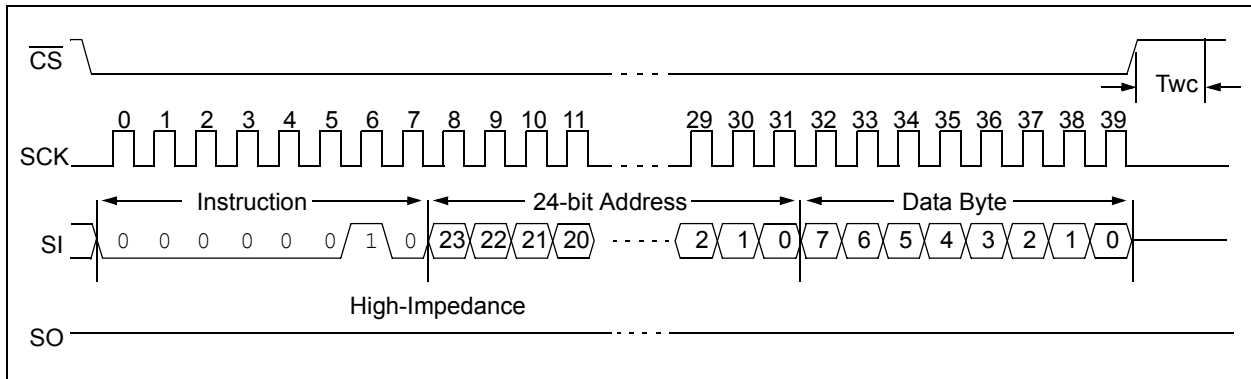 CS
Twc
0 1 2 3 4 5 6 7 8 9 10 11 29 30 31 32 33 34 35 36 37 38 39
SCK
Instruction 24-bit Address Data Byte
SI 0 0 0 0 0 0 1 0 23 22 21 20 2 1 0 7 6 5 4 3 2 1 0
High-Impedance
SO